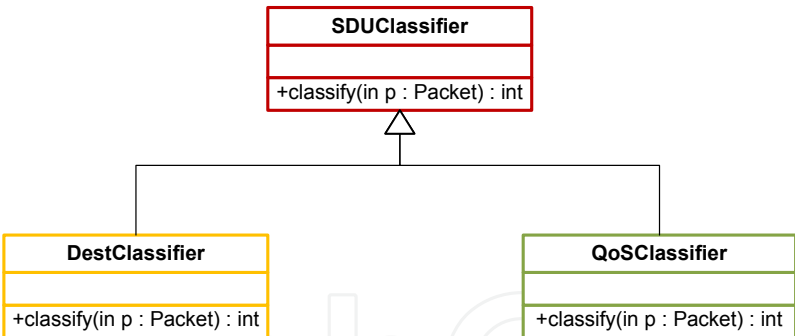 SDUClassifier
+classify(in p : Packet) : int
DestClassifier
QoSClassifier
+classify(in p : Packet) : int
+classify(in p : Packet) : int